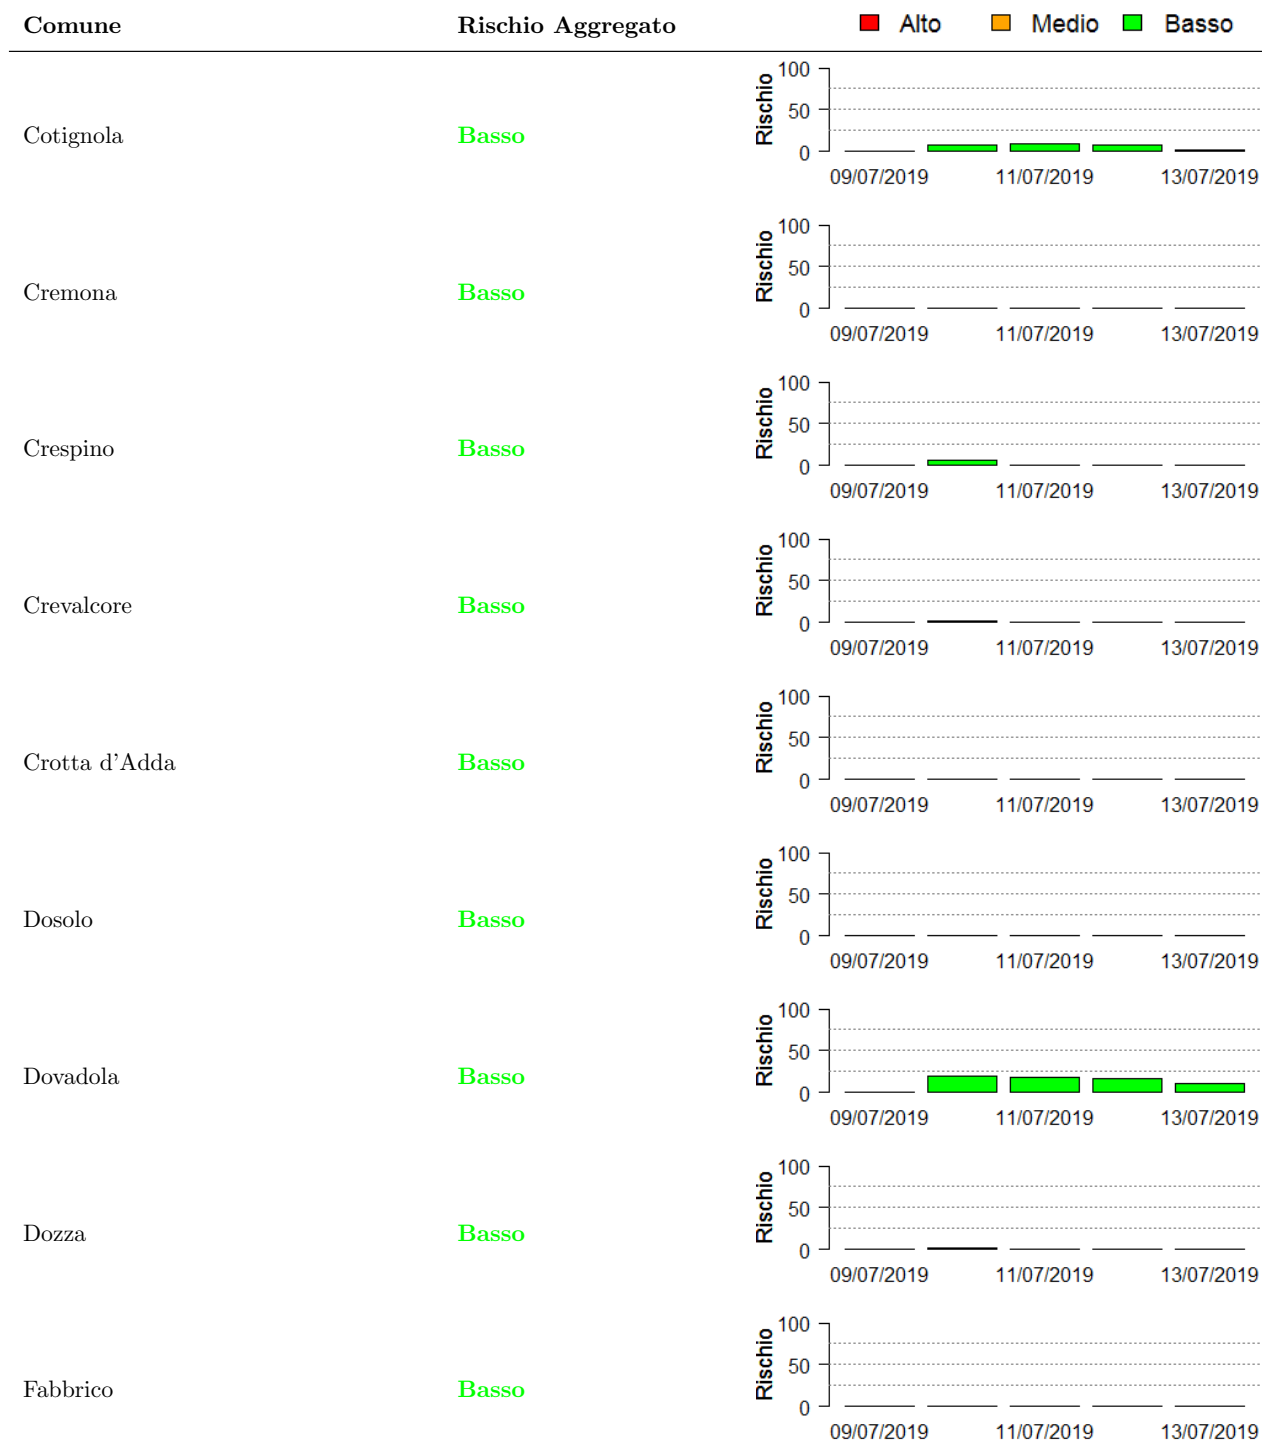 Comune Rischio Aggregato Alto Medio Basso
100
50
0
Rischio
Cotignola Basso
09/07/2019 11/07/2019 13/07/2019
100
50
0
Rischio
Cremona Basso
09/07/2019 11/07/2019 13/07/2019
100
50
0
Rischio
Crespino Basso
09/07/2019 11/07/2019 13/07/2019
100
50
0
Rischio
Crevalcore Basso
09/07/2019 11/07/2019 13/07/2019
100
50
0
Rischio
Crotta d'Adda Basso
09/07/2019 11/07/2019 13/07/2019
100
50
0
Rischio
Dosolo Basso
09/07/2019 11/07/2019 13/07/2019
100
50
0
Rischio
Dovadola Basso
09/07/2019 11/07/2019 13/07/2019
100
50
0
Rischio
Dozza Basso
09/07/2019 11/07/2019 13/07/2019
100
50
0
Rischio
Fabbrico Basso
09/07/2019 11/07/2019 13/07/2019